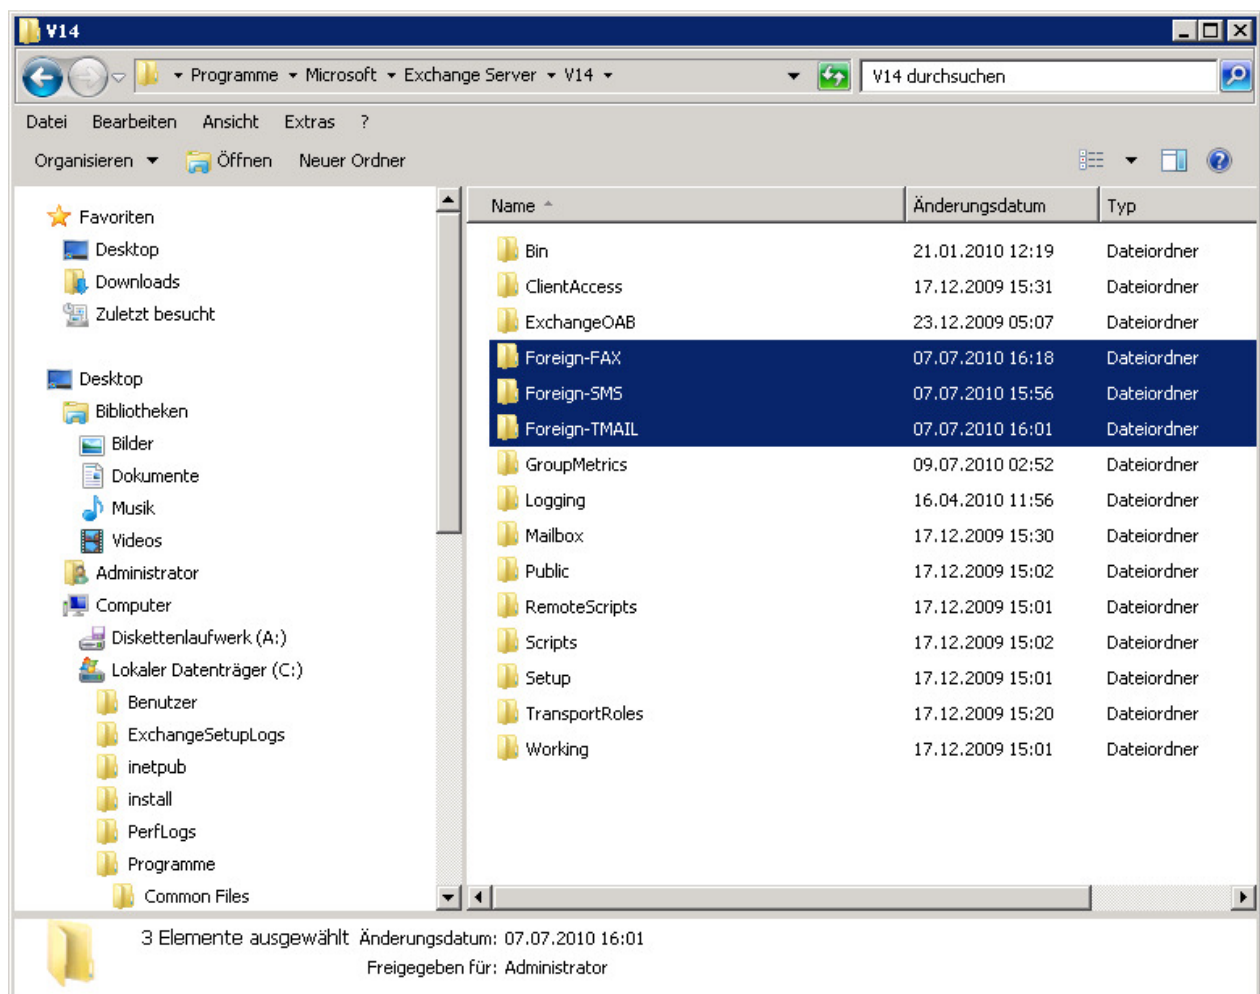 V14
Programme Microsoft Exchange Server V14
V14 durchsuchen
Datei Bearbeiten Ansicht Extras ?
Organisieren Öffnen Neuer Ordner
Favoriten
Desktop
Downloads
Zuletzt besucht
Desktop
Bibliotheken
Bilder
Dokumente
Musik
Videos
Administrator
Computer
Diskettenlaufwerk (A:)
Lokaler Datenträger (C:)
Benutzer
ExchangeSetupLogs
inetpub
install
PerfLogs
Programme
Common Files
Name Änderungsdatum Typ
Bin 21.01.2010 12:19 Dateiordner
ClientAccess 17.12.2009 15:31 Dateiordner
ExchangeOAB 23.12.2009 05:07 Dateiordner
Foreign-FAX 07.07.2010 16:18 Dateiordner
Foreign-SMS 07.07.2010 15:56 Dateiordner
Foreign-TMAIL 07.07.2010 16:01 Dateiordner
GroupMetrics 09.07.2010 02:52 Dateiordner
Logging 16.04.2010 11:56 Dateiordner
Mailbox 17.12.2009 15:30 Dateiordner
Public 17.12.2009 15:02 Dateiordner
RemoteScripts 17.12.2009 15:01 Dateiordner
Scripts 17.12.2009 15:02 Dateiordner
Setup 17.12.2009 15:01 Dateiordner
TransportRoles 17.12.2009 15:20 Dateiordner
Working 17.12.2009 15:01 Dateiordner
3 Elemente ausgewählt Änderungsdatum: 07.07.2010 16:01
Freigegeben für: Administrator